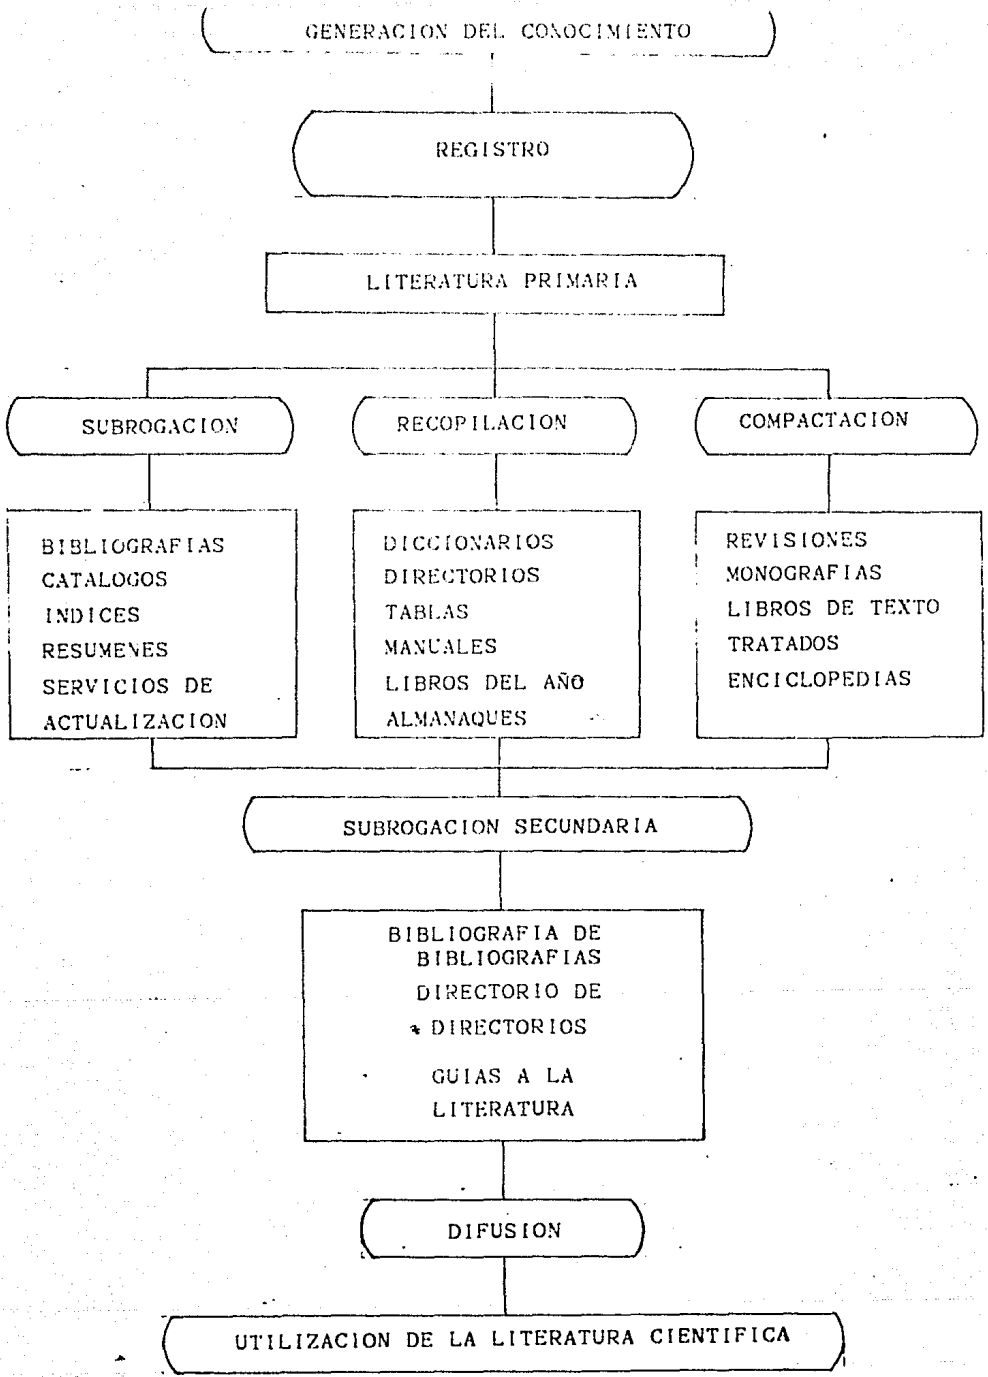 GENERACION DEL CONOCIMIENTO
REGISTRO
LITERATURA PRIMARIA
SUBROGACION
RECOPILACION
COMPACTACION
BIBLIOGRAFIAS
CATALOGOS
INDICES
RESUMENES
SERVICIOS DE
ACTUALIZACION
DICCIONARIOS
DIRECTORIOS
TABLAS
MANUALES
LIBROS DEL AÑO
ALMANAQUES
REVISIONES
MONOGRAFIAS
LIBROS DE TEXTO
TRATADOS
ENCICLOPEDIAS
SUBROGACION SECUNDARIA
BIBLIOGRAFIA DE
BIBLIOGRAFIAS
DIRECTORIO DE
DIRECTORIOS
GUIAS A LA
LITERATURA
DIFUSION
UTILIZACION DE LA LITERATURA CIENTIFICA